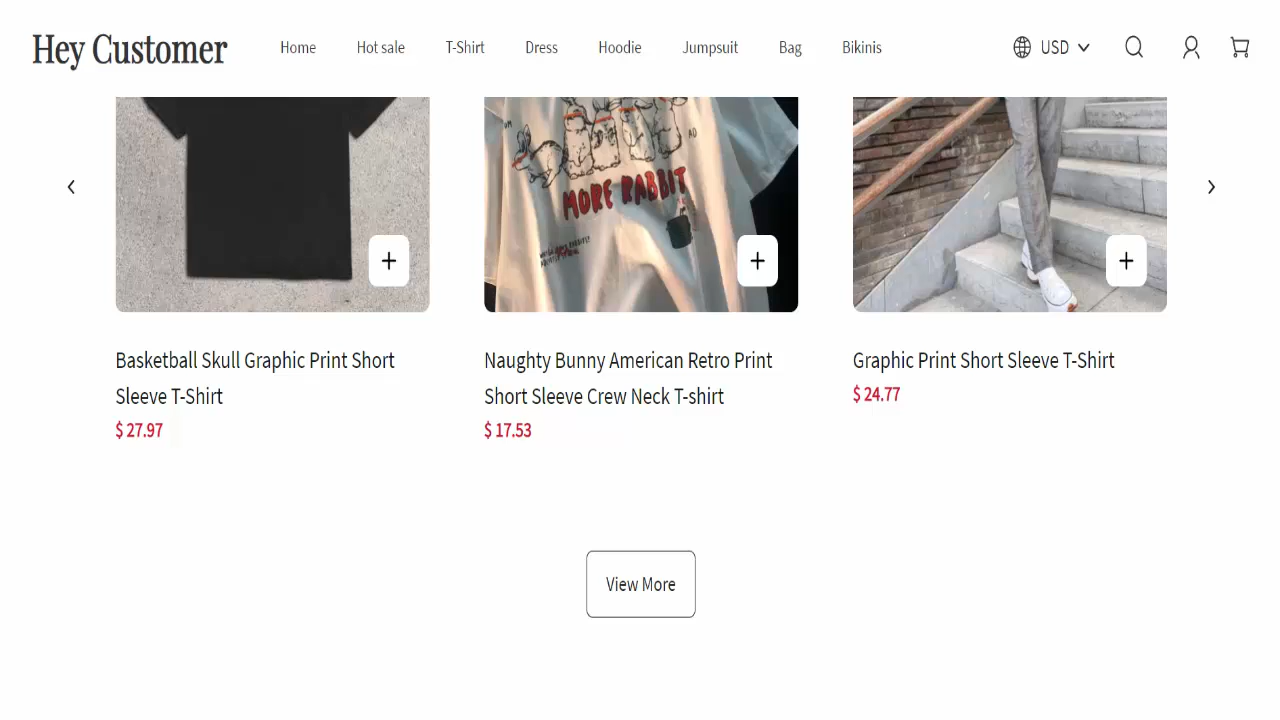 Hey Customer
Home Hot sale T-Shirt Dress Hoodie Jumpsuit Bag Bikinis USD
AD
MORE RABBIT
Basketball Skull Graphic Print Short
Sleeve T-Shirt
$ 27.97
Naughty Bunny American Retro Print
Short Sleeve Crew Neck T-shirt
$ 17.53
Graphic Print Short Sleeve T-Shirt
$ 24.77
View More